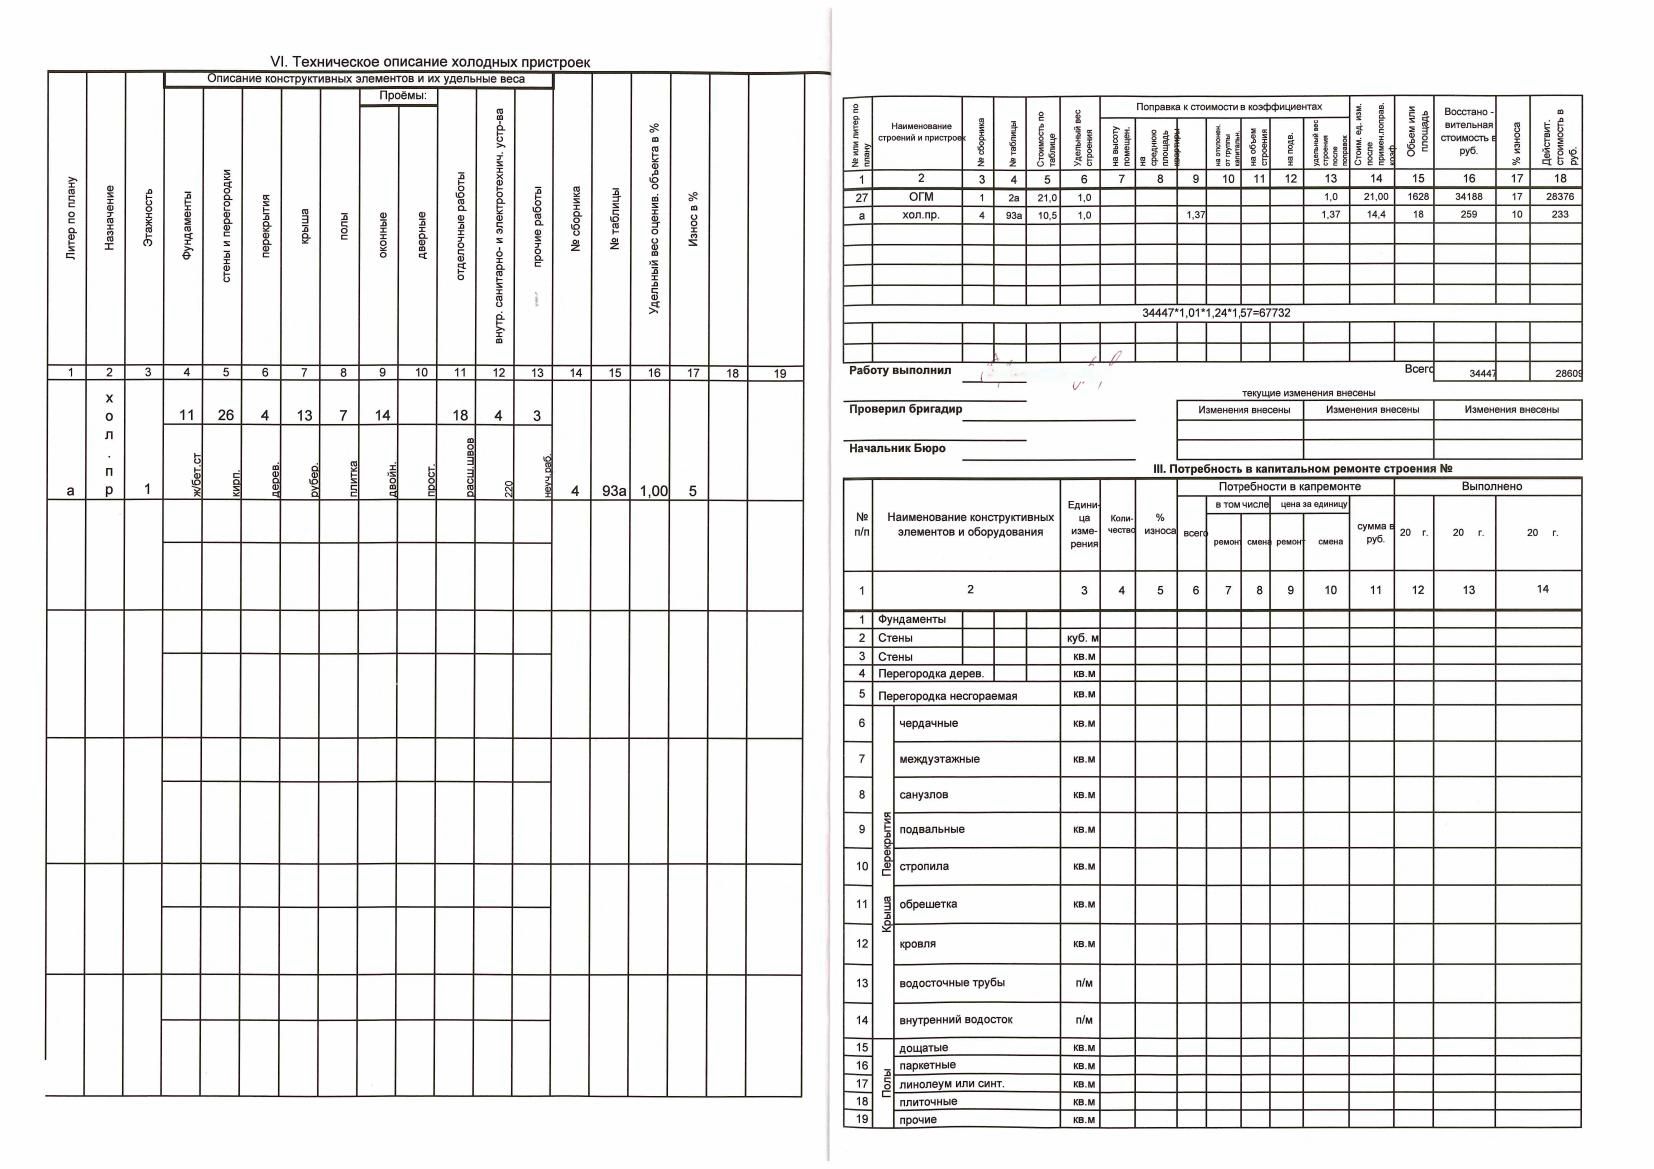 VI. Техническое описание холодных пристроек
Литер по плану
Назначение
Этажность
Описание конструктивных элементов и их удельные веса
Фундаменты
стены и перегородки
перекрытия
крыша
полы
Проёмы:
оконные
дверные
отделочные работы
внутр. санитарно- и электротехнич. устр-ва
прочие работы
№ сборника
№ таблицы
Удельный вес оценив. объекта в %
Износ в %
1 2 3 4 5 6 7 8 9 10 11 12 13 14 15 16 17 18 19
11 26 4 13 7 14 18 4 3
а хол.пр 1 ж/бет.ст кирп. дерев. рубер. плитка двойн. прост. расш.швов 220 неуч.раб. 4 93а 1,00 5
№ или литер по плану
Наименование строений и пристроек
№ сборника
№ таблицы
Стоимость по таблице
Удельный вес строения
Поправка к стоимости в коэффициентах
на высоту помещен.
на среднюю площадь квартиры
на отклонен. от группы капитальн.
на объем строения
на подв.
удельный вес строения после поправок
Стоим. ед. изм. после примен.поправ. коэф
Объем или площадь
Восстано - вительная стоимость в руб.
% износа
Действит. стоимость в руб.
1 2 3 4 5 6 7 8 9 10 11 12 13 14 15 16 17 18
27 ОГМ 1 2а 21,0 1,0 1,0 21,00 1628 34188 17 28376
а хол.пр. 4 93а 10,5 1,0 1,37 1,37 14,4 18 259 10 233
34447*1,01*1,24*1,57=67732
Работу выполнил
Всего 34447 28609
текущие изменения внесены
Проверил бригадир
Изменения внесены Изменения внесены Изменения внесены
Начальник Бюро
III. Потребность в капитальном ремонте строения №
№ п/п
Наименование конструктивных элементов и оборудования
Едини-ца изме-рения
Коли-чество
% износа
Потребности в капремонте
всего
в том числе
ремонт смена
цена за единицу
ремонт смена
сумма в руб.
Выполнено
20 г. 20 г. 20 г.
1 2 3 4 5 6 7 8 9 10 11 12 13 14
1 Фундаменты
2 Стены куб. м
3 Стены кв.м
4 Перегородка дерев. кв.м
5 Перегородка несгораемая кв.м
Перекрытия
6 чердачные кв.м
7 междуэтажные кв.м
8 санузлов кв.м
9 подвальные кв.м
Крыша
10 стропила кв.м
11 обрешетка кв.м
12 кровля кв.м
13 водосточные трубы п/м
14 внутренний водосток п/м
Полы
15 дощатые кв.м
16 паркетные кв.м
17 линолеум или синт. кв.м
18 плиточные кв.м
19 прочие кв.м